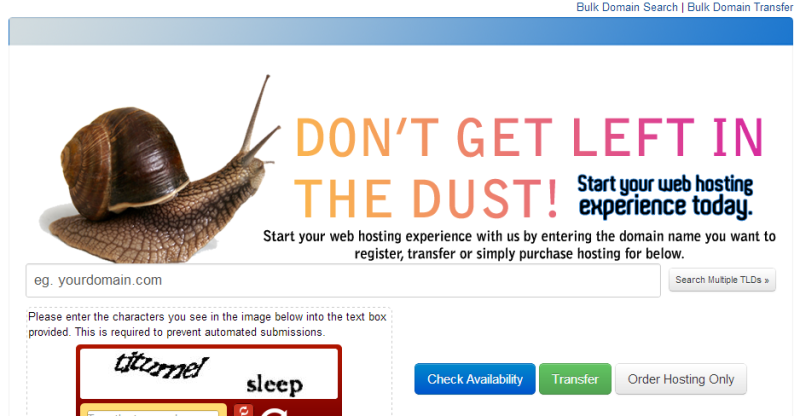 Bulk Domain Search | Bulk Domain Transfer
DON'T GET LEFT IN
THE DUST!
Start your web hosting
experience today.
Start your web hosting experience with us by entering the domain name you want to
register, transfer or simply purchase hosting for below.
eg. yourdomain.com
Search Multiple TLDs »
Please enter the characters you see in the image below into the text box
provided. This is required to prevent automated submissions.
titumel sleep
Check Availability
Transfer
Order Hosting Only